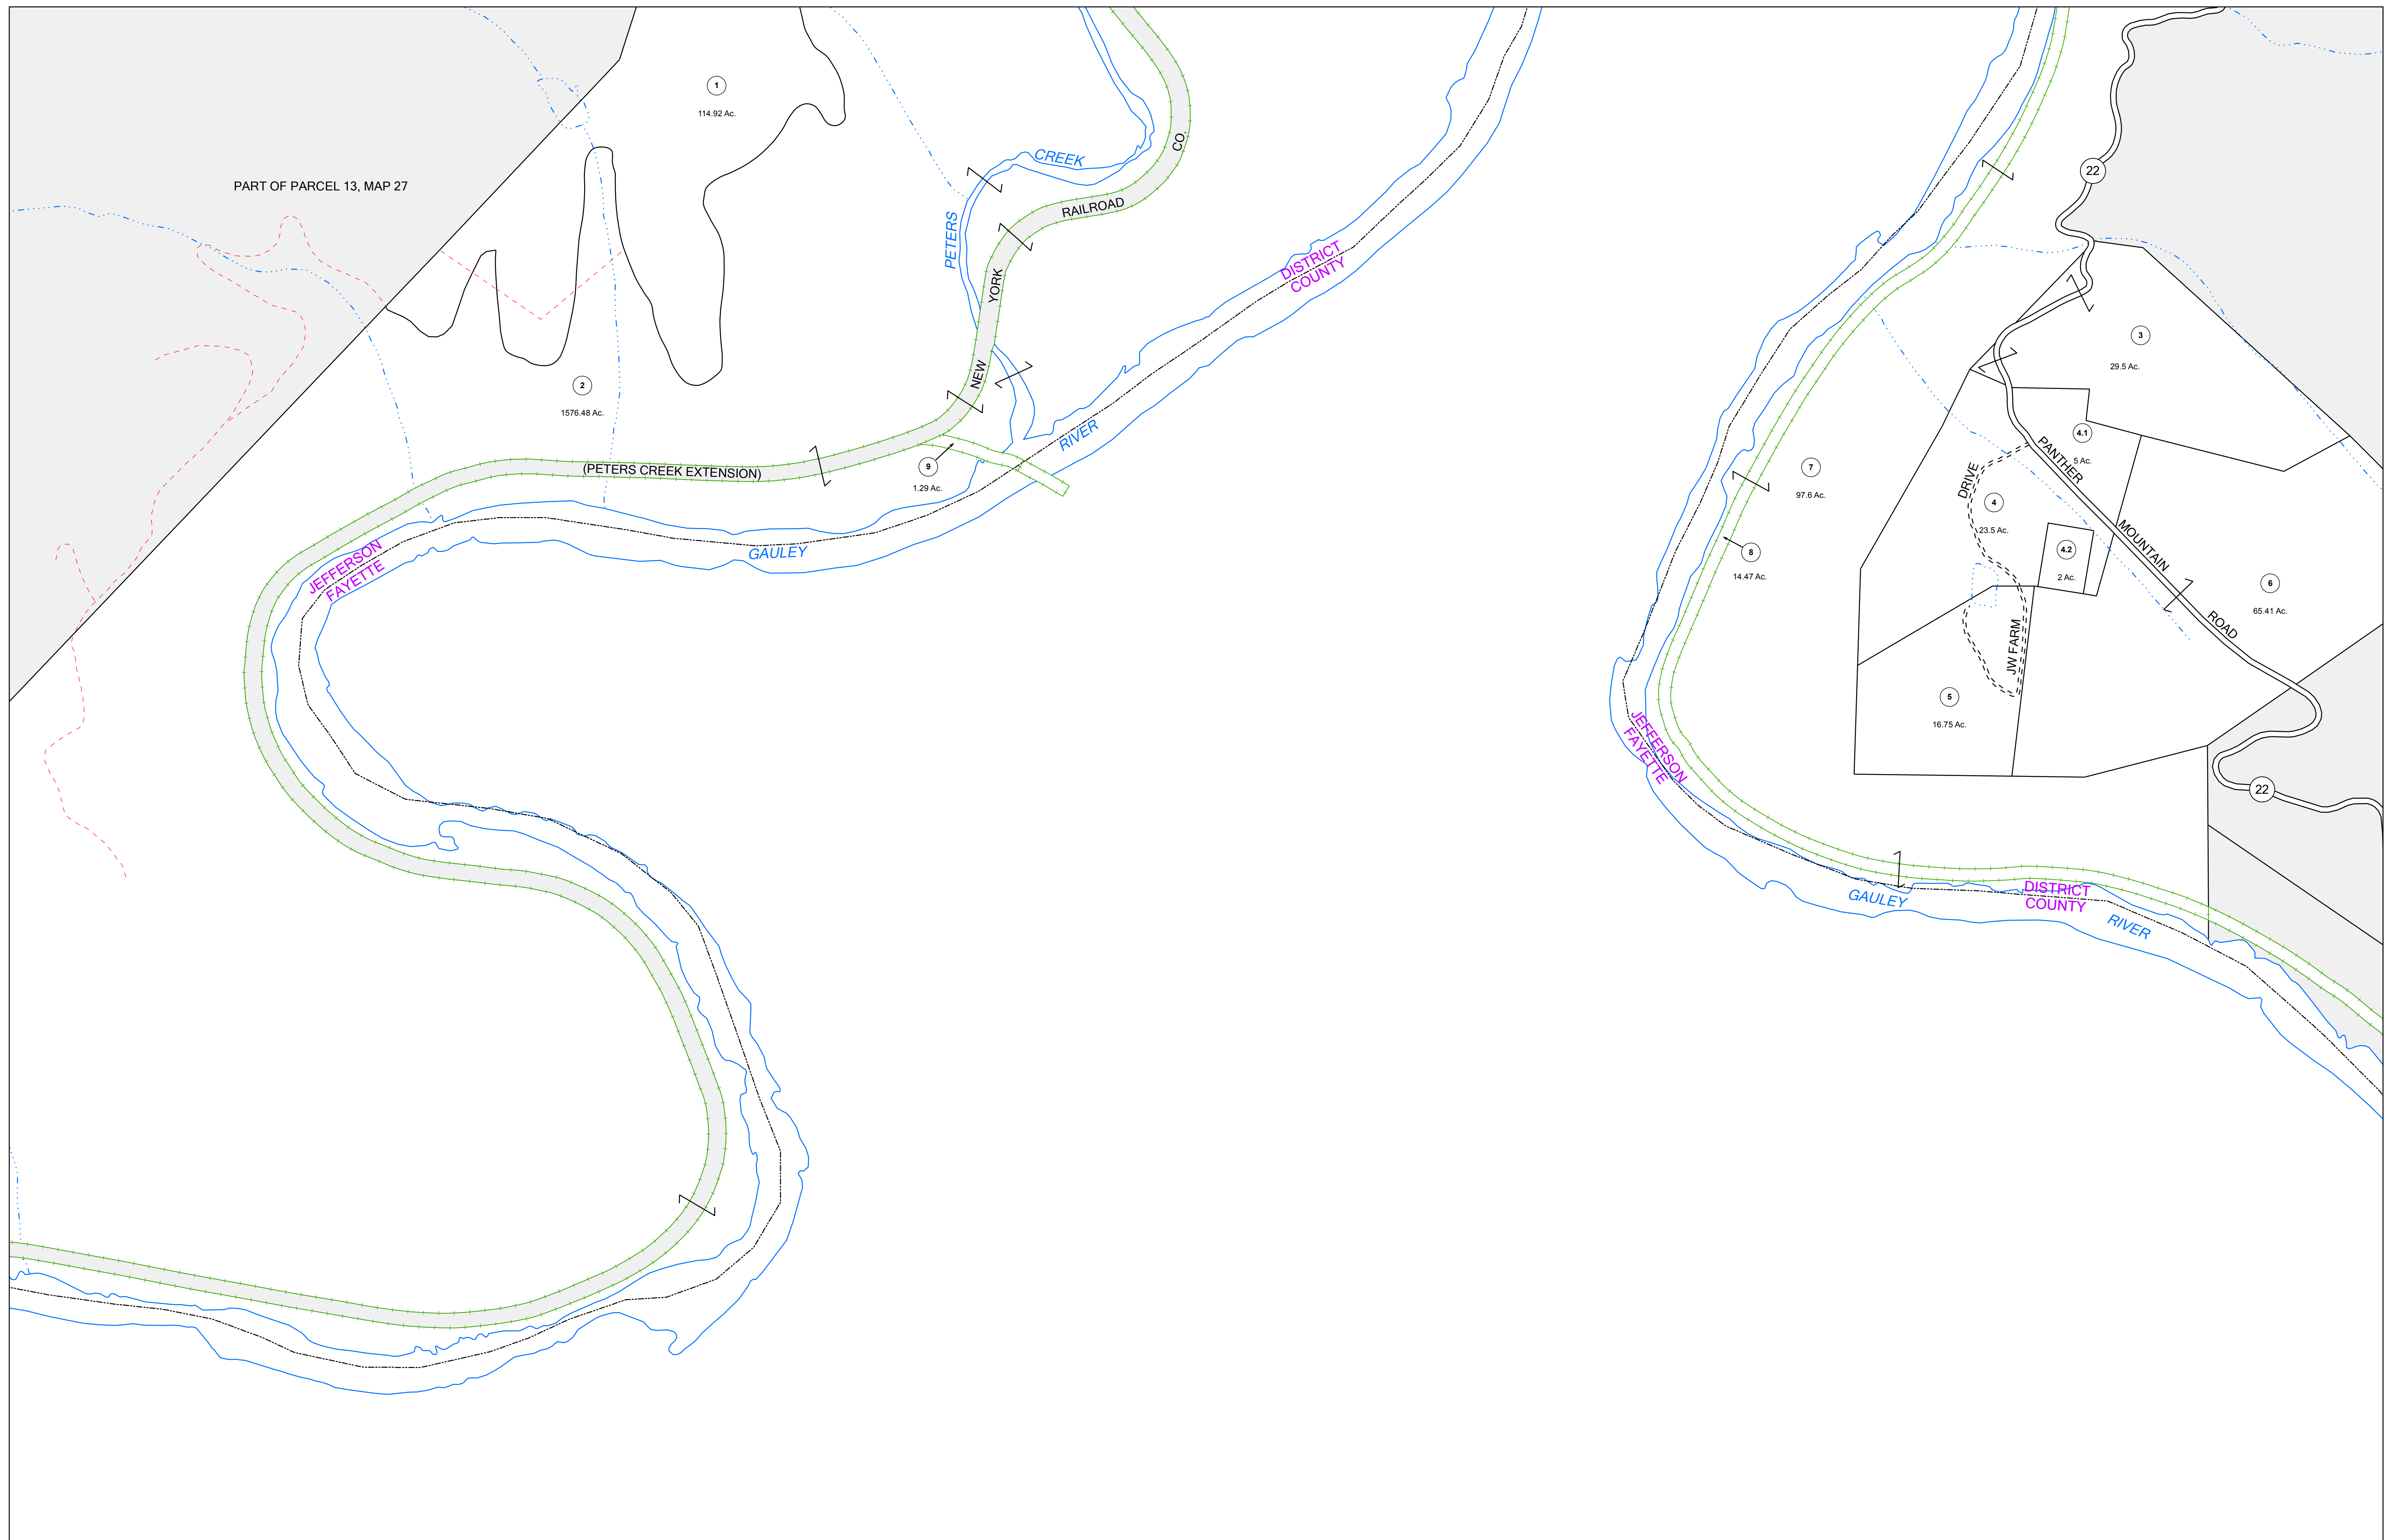 1
114.92 Ac.
PART OF PARCEL 13, MAP 27
2
1576.48 Ac.
PETERS
CREEK
NEW
YORK
RAILROAD
CO.
(PETERS CREEK EXTENSION)
9
1.29 Ac.
DISTRICT
COUNTY
RIVER
GAULEY
JEFFERSON
FAYETTE
22
3
29.5 Ac.
4.1
5 Ac.
PANTHER
MOUNTAIN
ROAD
DRIVE
4
23.5 Ac.
4.2
2 Ac.
7
97.6 Ac.
8
14.47 Ac.
6
65.41 Ac.
JW FARM
5
16.75 Ac.
JEFFERSON
FAYETTE
22
GAULEY
DISTRICT
COUNTY
RIVER